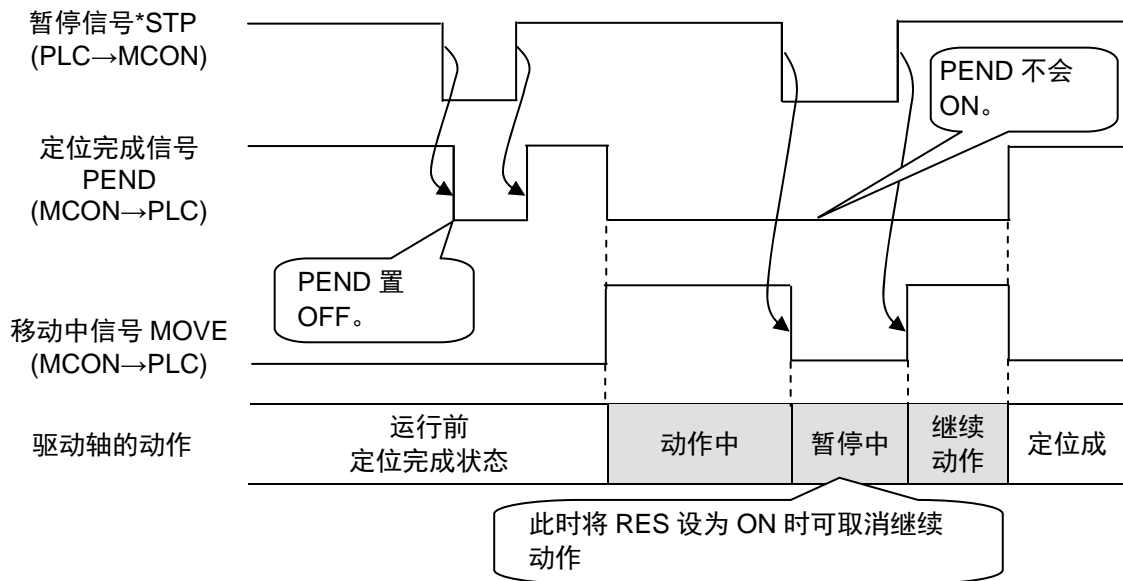 暂停信号*STP
(PLC→MCON)
PEND 不会
ON。
定位完成信号
PEND
(MCON→PLC)
PEND 置
OFF。
移动中信号 MOVE
(MCON→PLC)
驱动轴的动作
运行前
定位完成状态
动作中
暂停中
继续
动作
定位成
此时将 RES 设为 ON 时可取消继续
动作